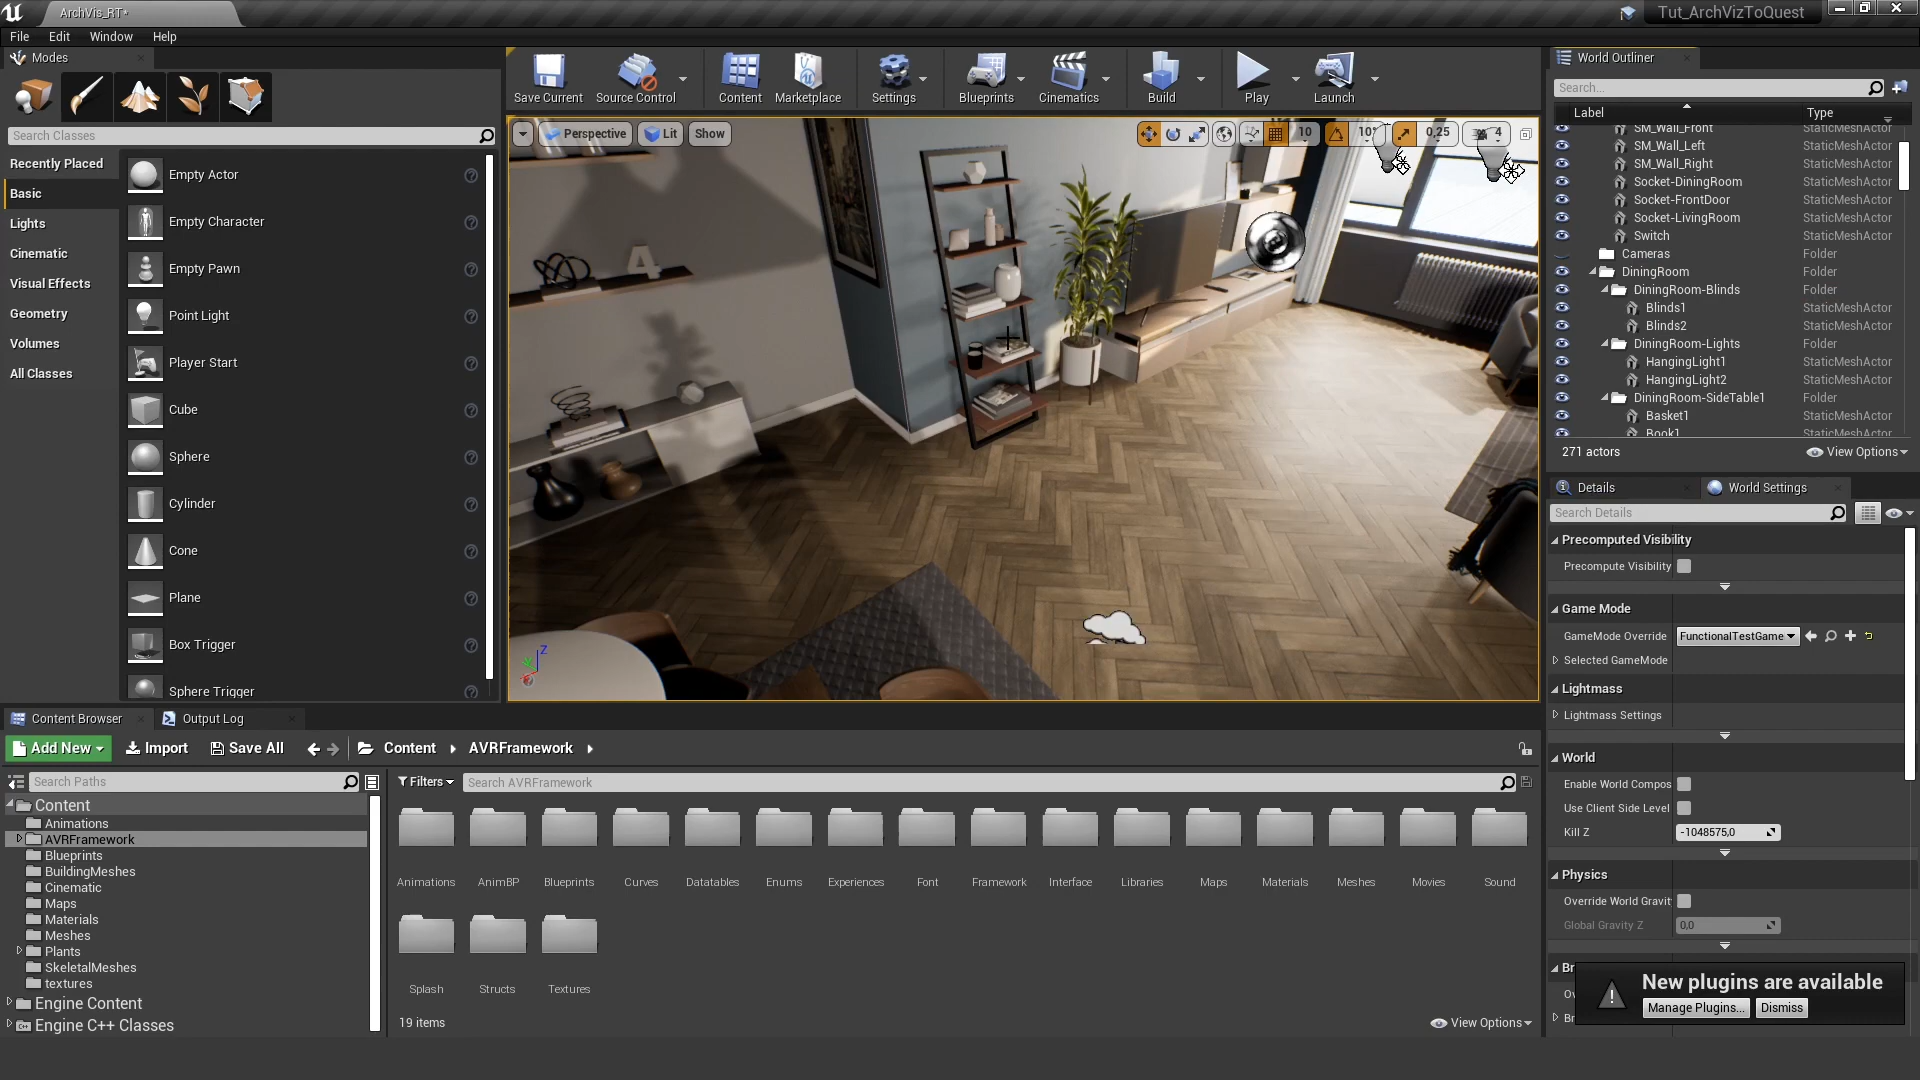 ArchVis_RT*
Tut_ArchVizToQuest
File Edit Window Help
Modes
Search Classes
Recently Placed
Basic
Lights
Cinematic
Visual Effects
Geometry
Volumes
All Classes
Empty Actor
Empty Character
Empty Pawn
Point Light
Player Start
Cube
Sphere
Cylinder
Cone
Plane
Box Trigger
Sphere Trigger
Save Current
Source Control
Content
Marketplace
Settings
Blueprints
Cinematics
Build
Play
Launch
Perspective
Lit
Show
10
10°
0,25
4
World Outliner
Search...
Label Type
SM_Wall_Front StaticMeshActor
SM_Wall_Left StaticMeshActor
SM_Wall_Right StaticMeshActor
Socket-DiningRoom StaticMeshActor
Socket-FrontDoor StaticMeshActor
Socket-LivingRoom StaticMeshActor
Switch StaticMeshActor
Cameras Folder
DiningRoom Folder
DiningRoom-Blinds Folder
Blinds1 StaticMeshActor
Blinds2 StaticMeshActor
DiningRoom-Lights Folder
HangingLight1 StaticMeshActor
HangingLight2 StaticMeshActor
DiningRoom-SideTable1 Folder
Basket1 StaticMeshActor
Book1 StaticMeshActor
271 actors
View Options
Details
World Settings
Search Details
Precomputed Visibility
Precompute Visibility
Game Mode
GameMode Override FunctionalTestGame
Selected GameMode
Lightmass
Lightmass Settings
World
Enable World Compos
Use Client Side Level
Kill Z -1048575,0
Physics
Override World Gravit
Global Gravity Z 0,0
Br
Ov
Br
New plugins are available
Manage Plugins...
Dismiss
Content Browser
Output Log
Add New
Import
Save All
Content
AVRFramework
Search Paths
Filters
Search AVRFramework
Content
Animations
AVRFramework
Blueprints
BuildingMeshes
Cinematic
Maps
Materials
Meshes
Plants
SkeletalMeshes
textures
Engine Content
Engine C++ Classes
Animations
AnimBP
Blueprints
Curves
Datatables
Enums
Experiences
Font
Framework
Interface
Libraries
Maps
Materials
Meshes
Movies
Sound
Splash
Structs
Textures
19 items
View Options